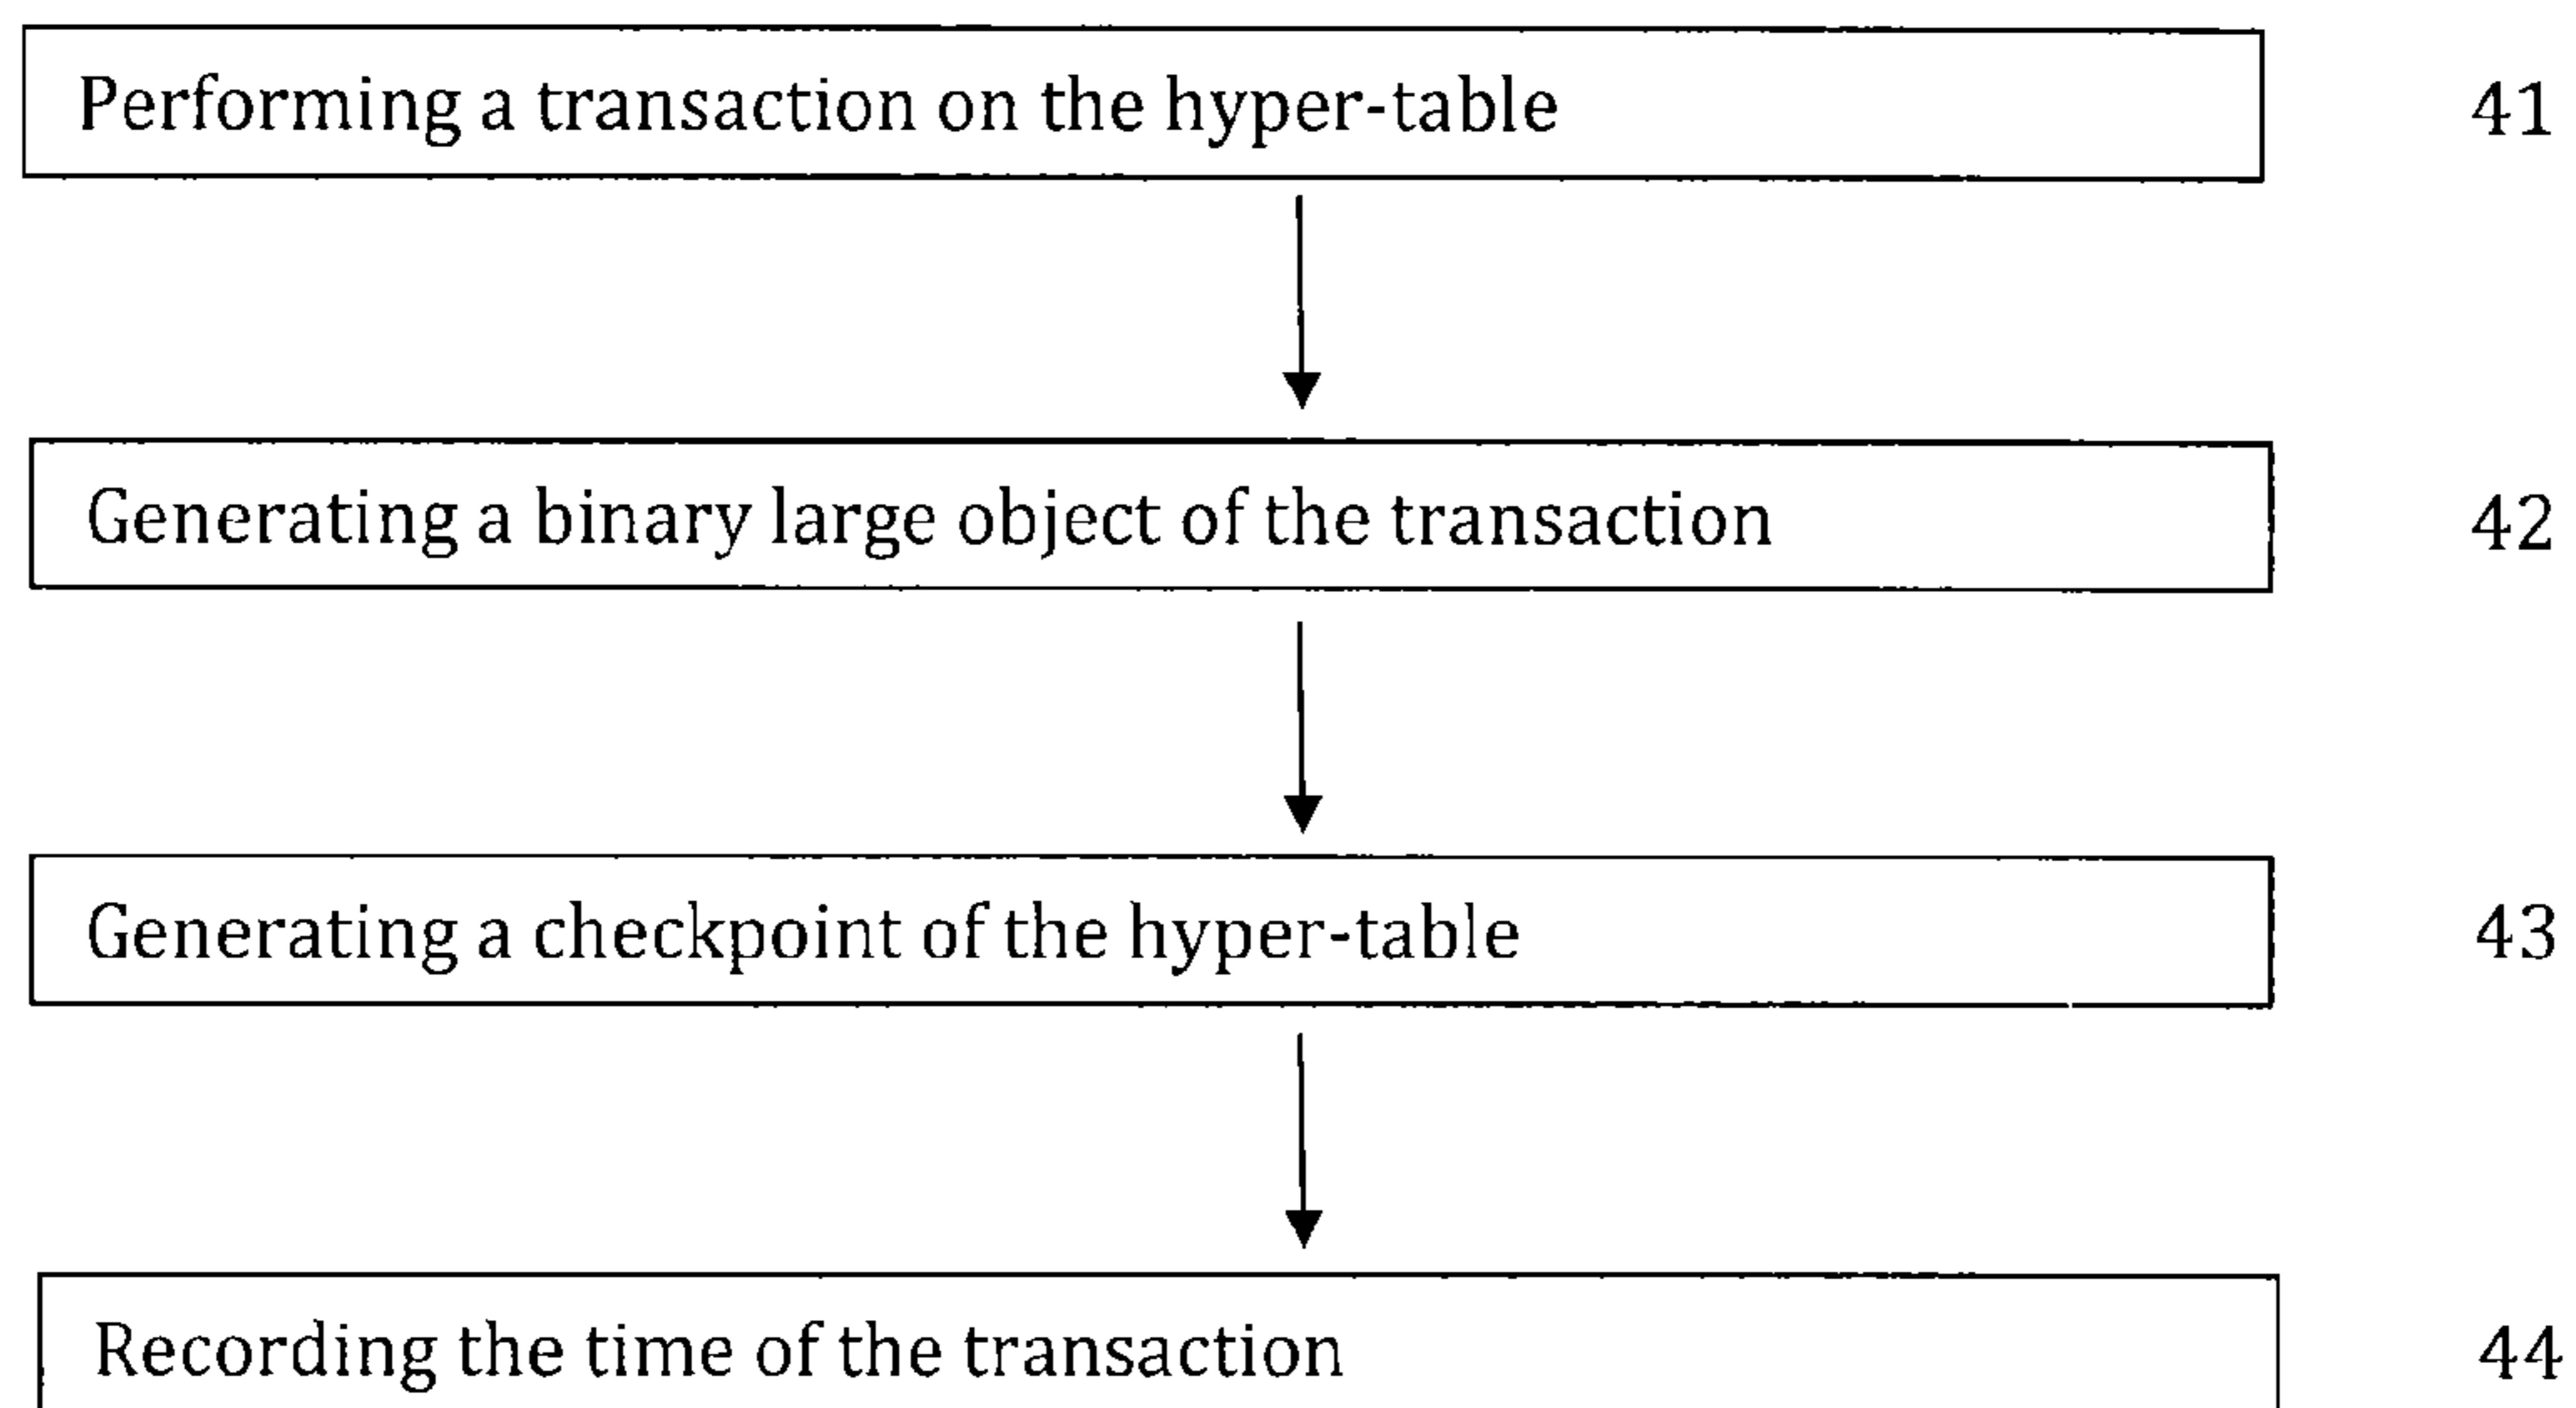 Performing a transaction on the hyper-table 41
Generating a binary large object of the transaction 42
Generating a checkpoint of the hyper-table 43
Recording the time of the transaction 44